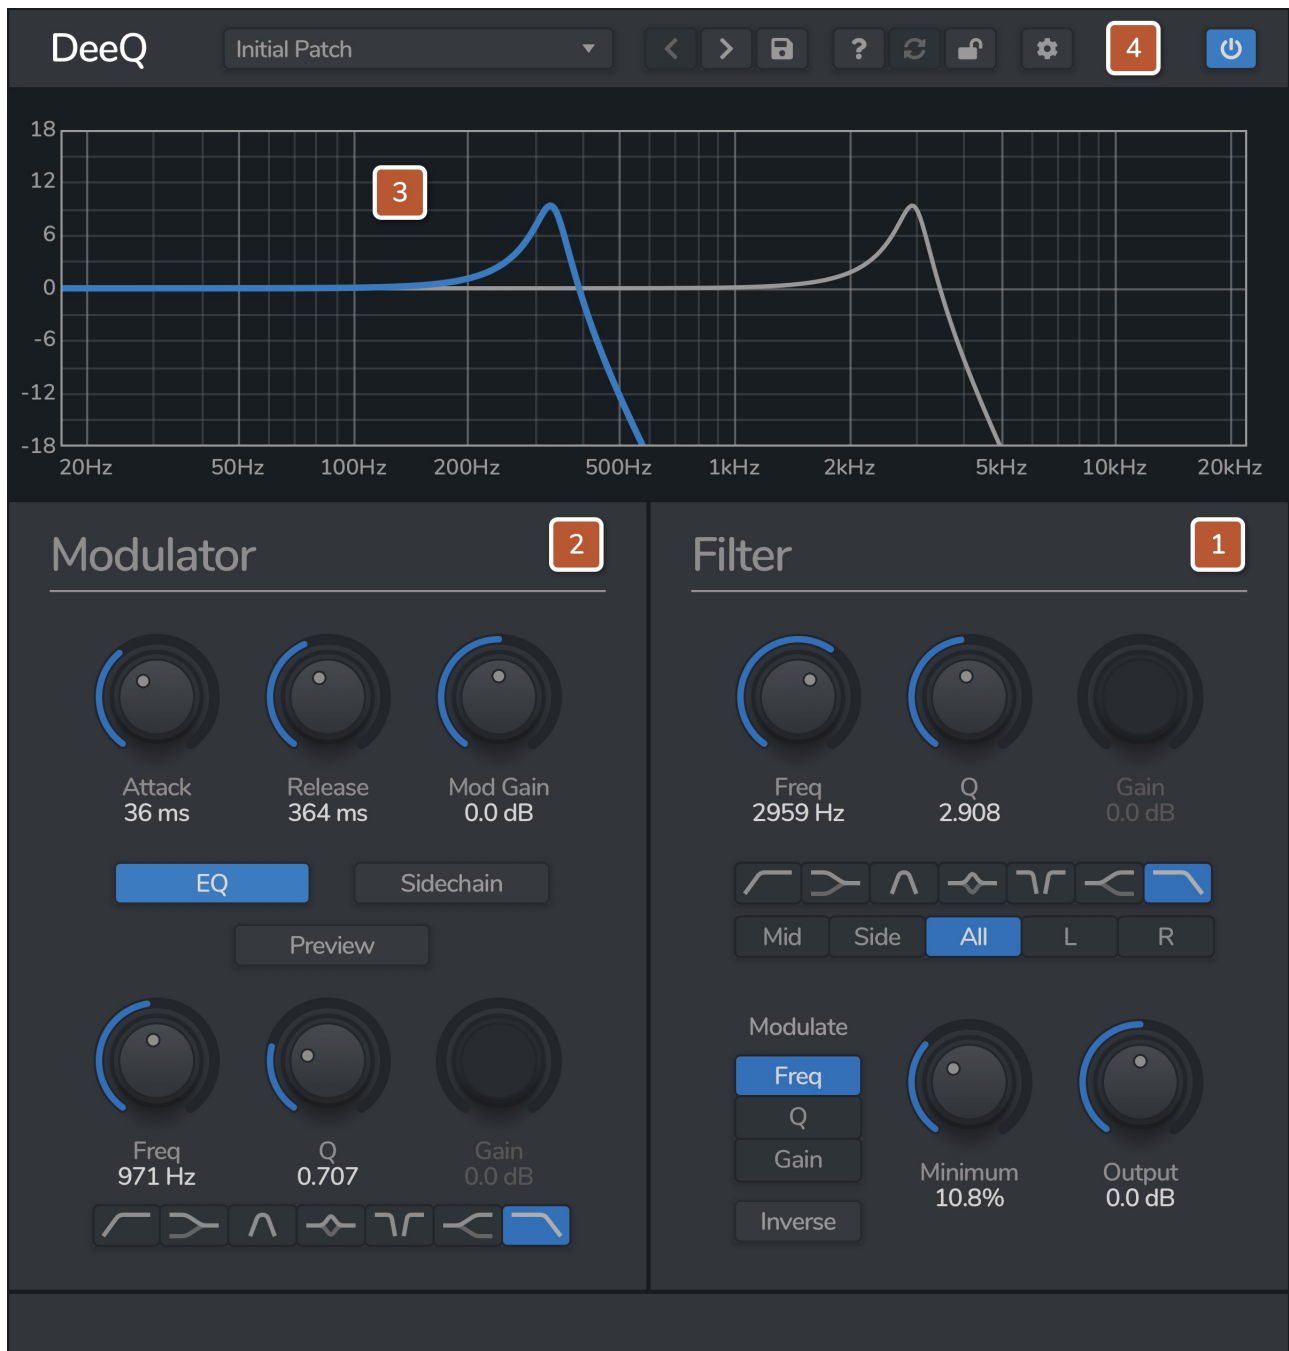 DeeQ
Initial Patch
?
4
18
12
6
0
-6
-12
-18
3
20Hz 50Hz 100Hz 200Hz 500Hz 1kHz 2kHz 5kHz 10kHz 20kHz
Modulator
2
Attack Release Mod Gain
36 ms 364 ms 0.0 dB
EQ Sidechain
Preview
Freq Q Gain
971 Hz 0.707 0.0 dB
Filter
1
Freq Q Gain
2959 Hz 2.908 0.0 dB
Mid Side All L R
Modulate
Freq
Q
Gain
Inverse
Minimum Output
10.8% 0.0 dB